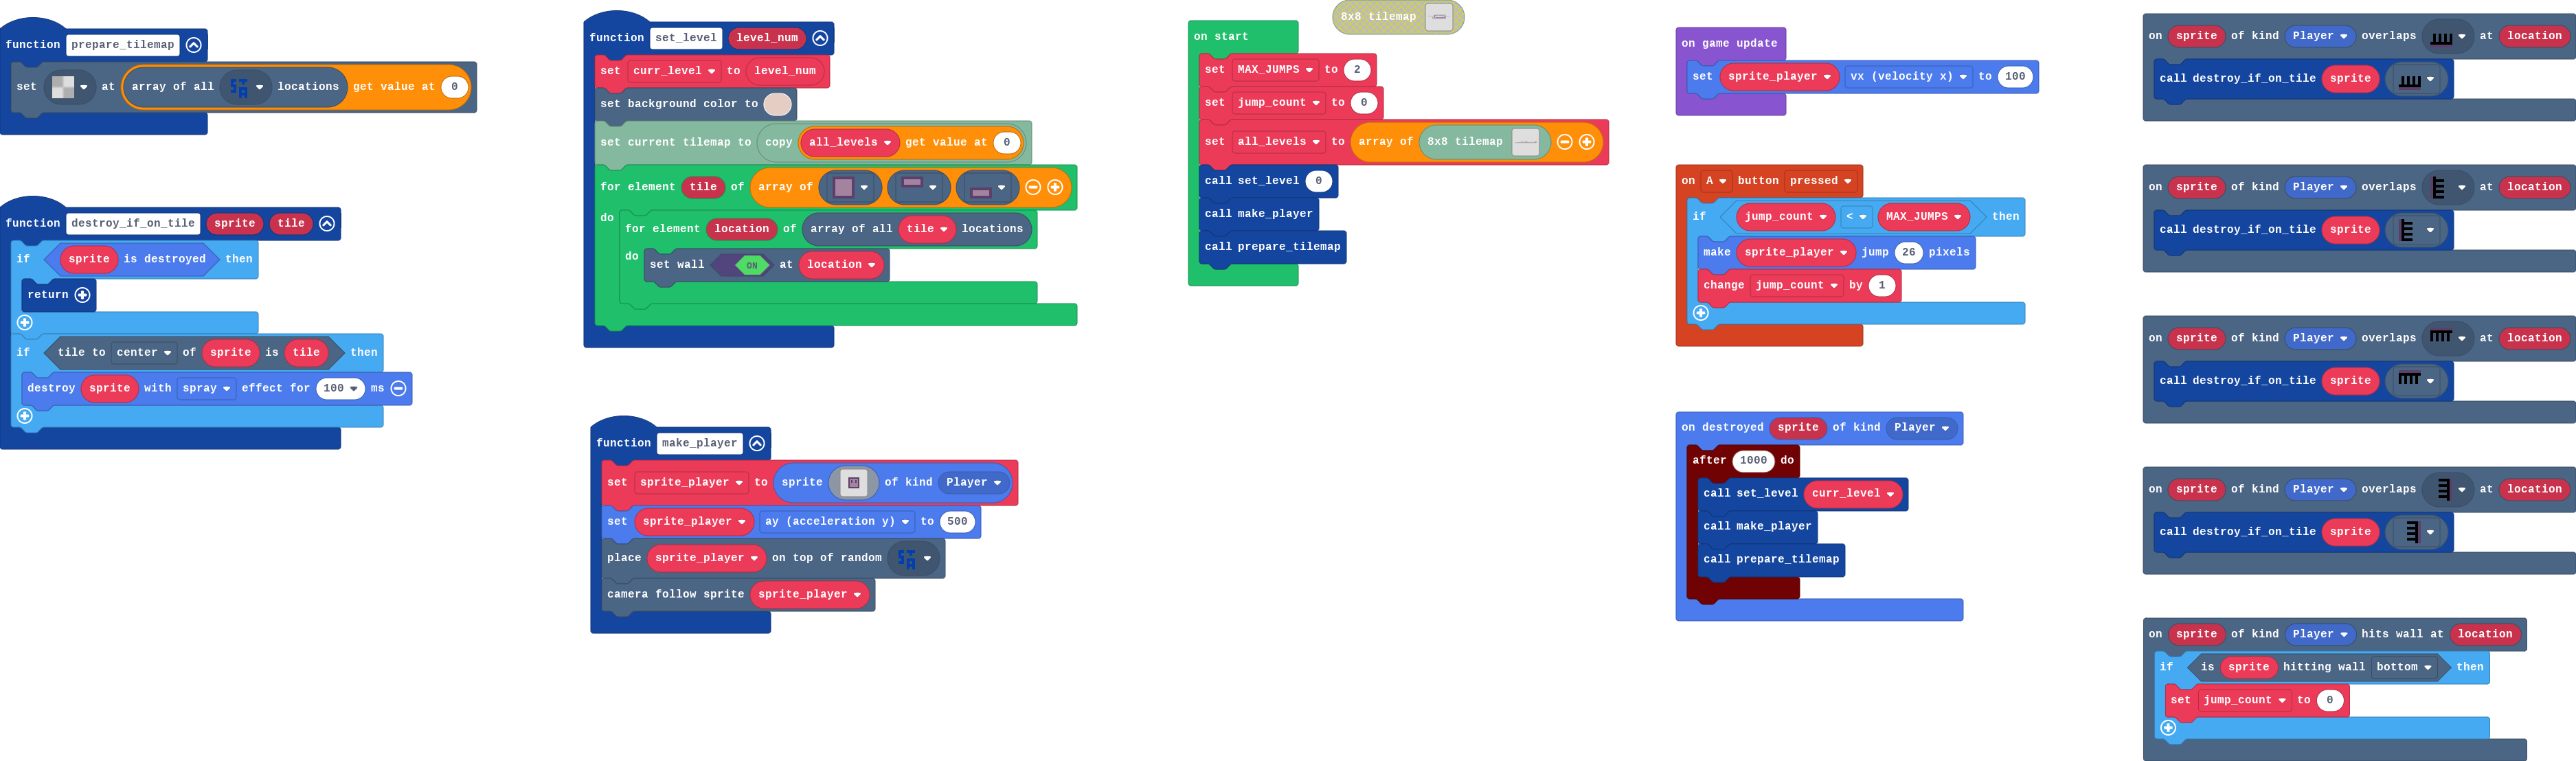 function prepare_tilemap
set at array of all locations get value at 0
function destroy_if_on_tile sprite tile
if sprite is destroyed then
return
if tile to center of sprite is tile then
destroy sprite with spray effect for 100 ms
function set_level level_num
set curr_level to level_num
set background color to
set current tilemap to copy all_levels get value at 0
for element tile of array of
do
for element location of array of all tile locations
do
set wall ON at location
function make_player
set sprite_player to sprite of kind Player
set sprite_player ay (acceleration y) to 500
place sprite_player on top of random STA
camera follow sprite sprite_player
8x8 tilemap
on start
set MAX_JUMPS to 2
set jump_count to 0
set all_levels to array of 8x8 tilemap
call set_level 0
call make_player
call prepare_tilemap
on game update
set sprite_player vx (velocity x) to 100
on A button pressed
if jump_count < MAX_JUMPS then
make sprite_player jump 26 pixels
change jump_count by 1
on destroyed sprite of kind Player
after 1000 do
call set_level curr_level
call make_player
call prepare_tilemap
on sprite of kind Player overlaps at location
call destroy_if_on_tile sprite
on sprite of kind Player overlaps at location
call destroy_if_on_tile sprite
on sprite of kind Player overlaps at location
call destroy_if_on_tile sprite
on sprite of kind Player overlaps at location
call destroy_if_on_tile sprite
on sprite of kind Player hits wall at location
if is sprite hitting wall bottom then
set jump_count to 0